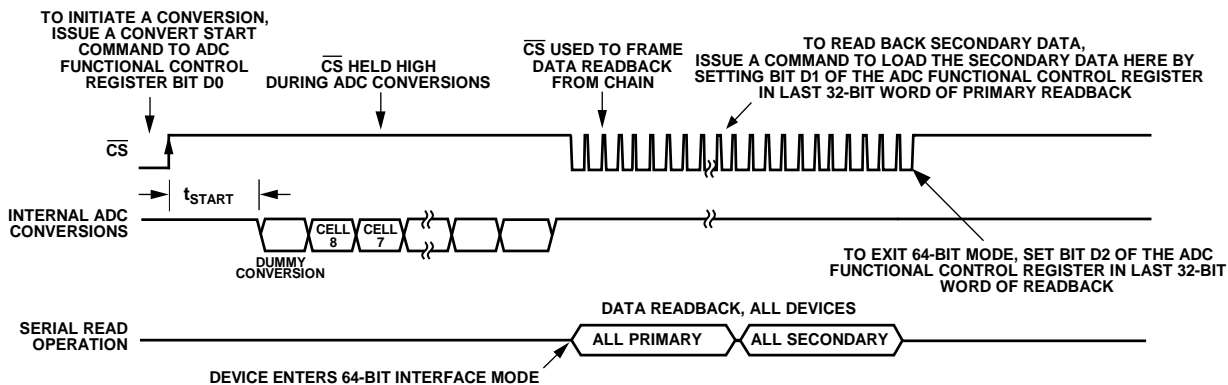 TO INITIATE A CONVERSION,
ISSUE A CONVERT START
COMMAND TO ADC
FUNCTIONAL CONTROL
REGISTER BIT D0
CS HELD HIGH
DURING ADC CONVERSIONS
CS USED TO FRAME
DATA READBACK
FROM CHAIN
TO READ BACK SECONDARY DATA,
ISSUE A COMMAND TO LOAD THE SECONDARY DATA HERE BY
SETTING BIT D1 OF THE ADC FUNCTIONAL CONTROL REGISTER
IN LAST 32-BIT WORD OF PRIMARY READBACK
CS
tSTART
INTERNAL ADC
CONVERSIONS
CELL
8
CELL
7
DUMMY
CONVERSION
TO EXIT 64-BIT MODE, SET BIT D2 OF THE ADC
FUNCTIONAL CONTROL REGISTER IN LAST 32-BIT
WORD OF READBACK
DATA READBACK, ALL DEVICES
SERIAL READ
OPERATION
ALL PRIMARY
ALL SECONDARY
DEVICE ENTERS 64-BIT INTERFACE MODE